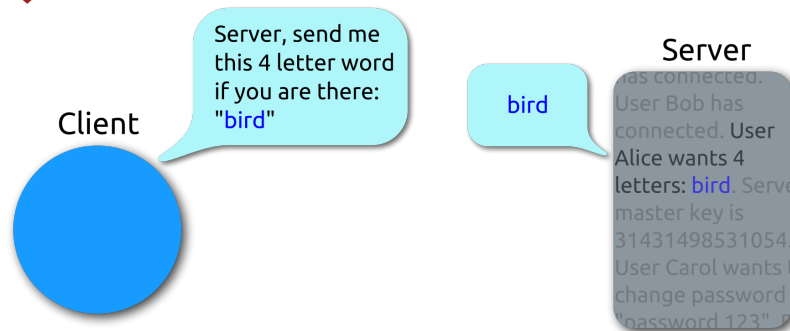 Server, send me
this 4 letter word
if you are there:
"bird"
Client
bird
Server
has connected.
User Bob has
connected. User
Alice wants 4
letters: bird. Serve
master key is
31431498531054.
User Carol wants t
change password
"password 123".